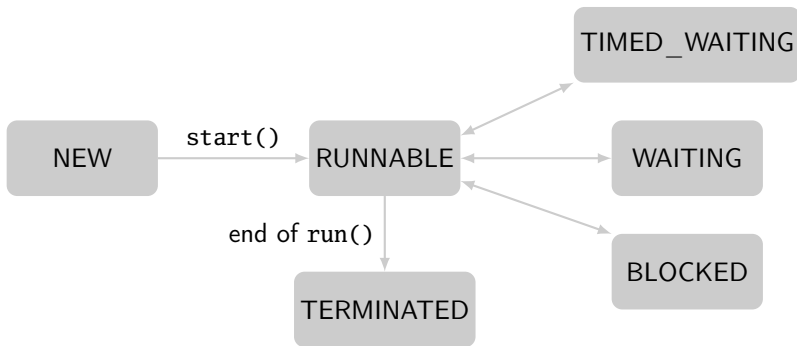 TIMED_WAITING
start()
NEW
RUNNABLE
WAITING
end of run()
BLOCKED
TERMINATED